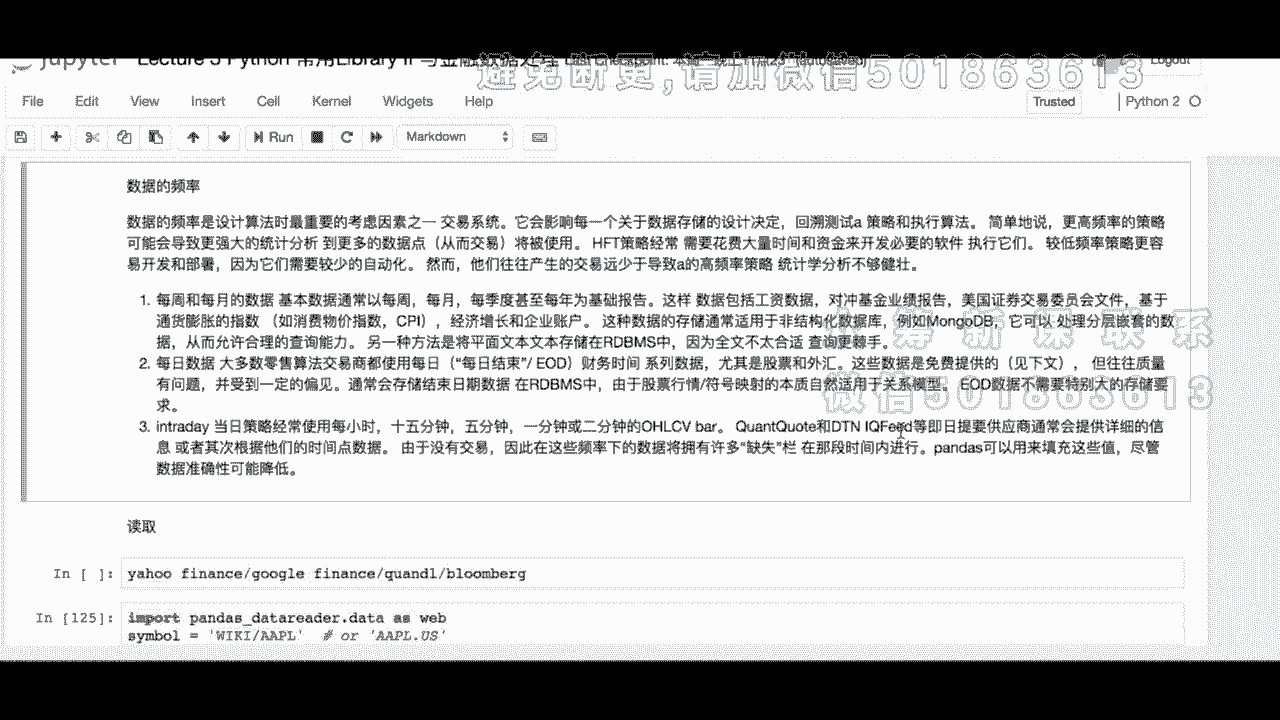 避免断更,请加微信501863613
jupyter Lecture 3 Python 常用Library II 与金融数据处理 Last Checkpoint:
Logout
File Edit View Insert Cell Kernel Widgets Help
Trusted Python 2
Run Markdown
数据的频率
数据的频率是设计算法时最重要的考虑因素之一 交易系统。它会影响每一个关于数据存储的设计决定，回溯测试a 策略和执行算法。 简单地说，更高频率的策略
可能会导致更强大的统计分析 到更多的数据点（从而交易）将被使用。 HFT策略经常 需要花费大量时间和资金来开发必要的软件 执行它们。 较低频率策略更容
易开发和部署，因为它们需要较少的自动化。 然而，他们往往产生的交易远少于导致a的高频率策略 统计学分析不够健壮。
1. 每周和每月的数据 基本数据通常以每周，每月，每季度甚至每年为基础报告。这样 数据包括工资数据，对冲基金业绩报告，美国证券交易委员会文件，基于
通货膨胀的指数 （如消费物价指数，CPI），经济增长和企业账户。 这种数据的存储通常适用于非结构化数据库，例如MongoDB，它可以 处理分层嵌套的数
据，从而允许合理的查询能力。 另一种方法是将平面文本文本存储在RDBMS中，因为全文不太合适 查询更棘手。
2. 每日数据 大多数零售算法交易商都使用每日（“每日结束”/ EOD）财务时间 系列数据，尤其是股票和外汇。这些数据是免费提供的（见下文）， 但往往质量
有问题，并受到一定的偏见。通常会存储结束日期数据 在RDBMS中，由于股票行情/符号映射的本质自然适用于关系模型。 EOD数据不需要特别大的存储要
求。
3. intraday 当日策略经常使用每小时，十五分钟，五分钟，一分钟或二分钟的OHLCV bar。 QuantQuote和DTN IQFeed等即日提要供应商通常会提供详细的信
息 或者其次根据他们的时间点数据。 由于没有交易，因此在这些频率下的数据将拥有许多“缺失”栏 在那段时间内进行。pandas可以用来填充这些值，尽管
数据准确性可能降低。
联系
微信501863613
读取
In [ ]: yahoo finance/google finance/quandl/bloomberg
In [125]: import pandas_datareader.data as web
symbol = 'WIKI/AAPL' # or 'AAPL.US'